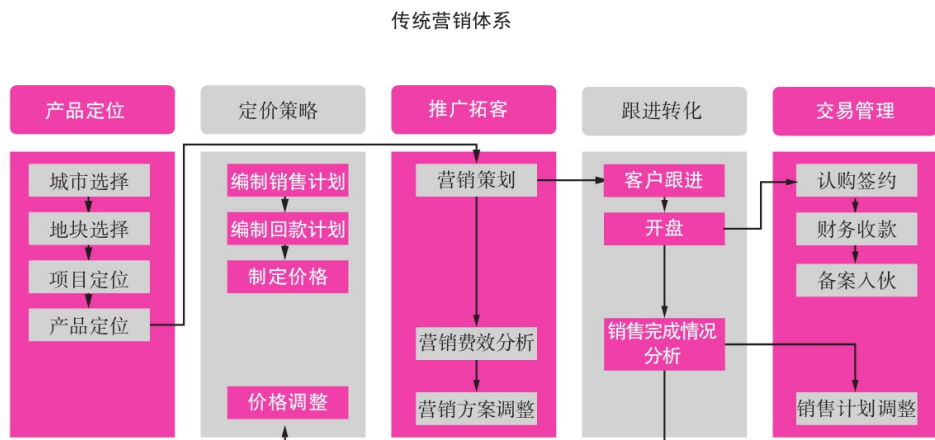 传统营销体系
产品定位
定价策略
推广拓客
跟进转化
交易管理
城市选择
地块选择
项目定位
产品定位
编制销售计划
编制回款计划
制定价格
价格调整
营销策划
营销费效分析
营销方案调整
客户跟进
开盘
销售完成情况
分析
认购签约
财务收款
备案入伙
销售计划调整